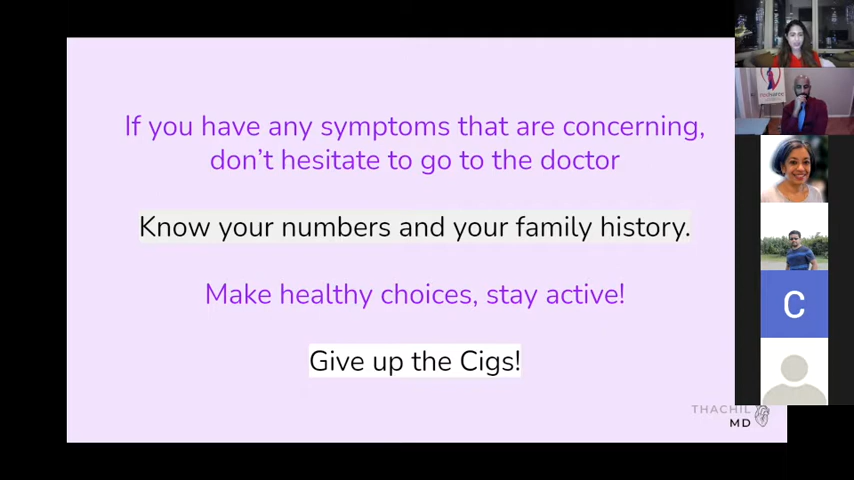 If you have any symptoms that are concerning,
don't hesitate to go to the doctor
Know your numbers and your family history.
Make healthy choices, stay active!
Give up the Cigs!
THACHIL
MD
C